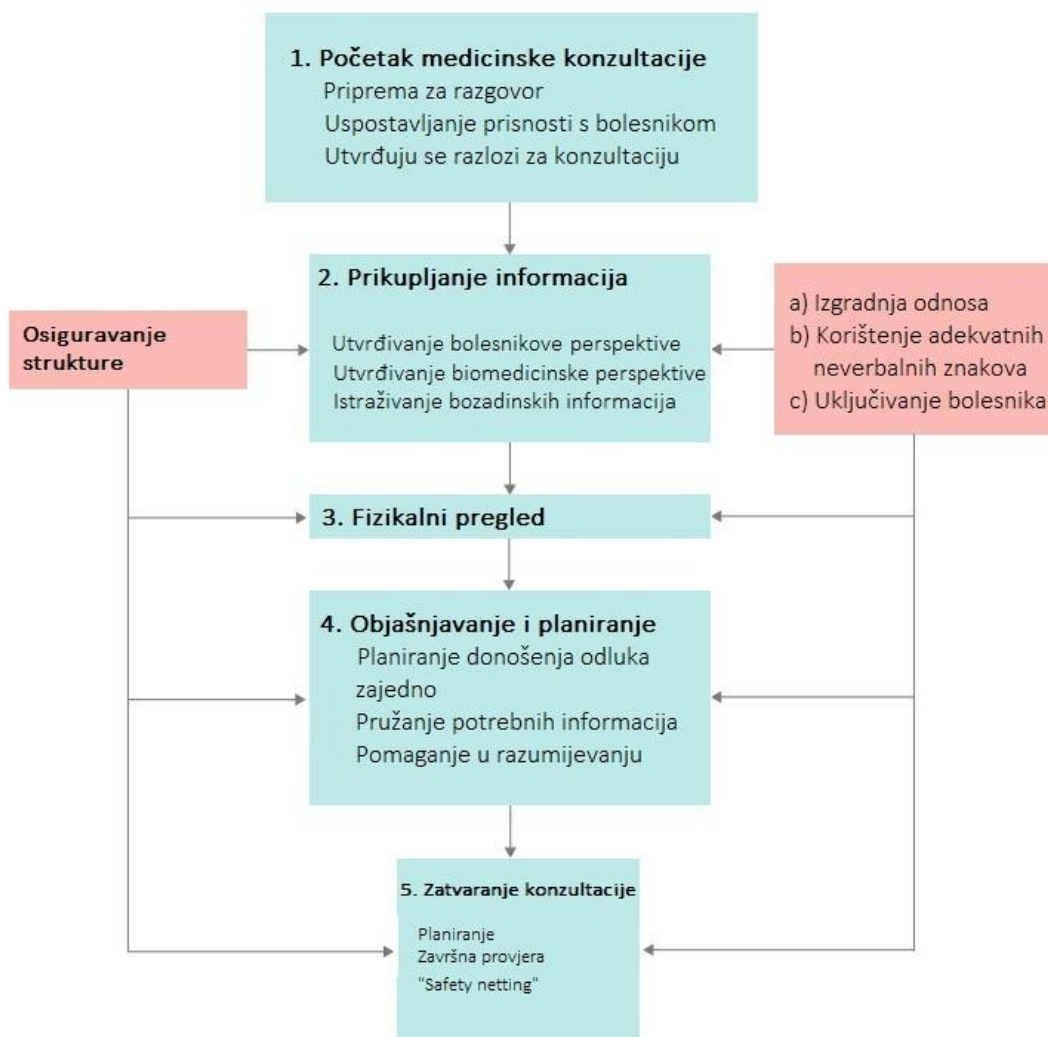 1. Početak medicinske konzultacije
Priprema za razgovor
Uspostavljanje prisnosti s bolesnikom
Utvrđuju se razlozi za konzultaciju
2. Prikupljanje informacija
Utvrđivanje bolesnikove perspektive
Utvrđivanje biomedicinske perspektive
Istraživanje bozadinskih informacija
Osiguravanje
strukture
a) Izgradnja odnosa
b) Korištenje adekvatnih
neverbalnih znakova
c) Uključivanje bolesnika
3. Fizikalni pregled
4. Objašnjavanje i planiranje
Planiranje donošenja odluka
zajedno
Pružanje potrebnih informacija
Pomaganje u razumijevanju
5. Zatvaranje konzultacije
Planiranje
Završna provjera
"Safety netting"